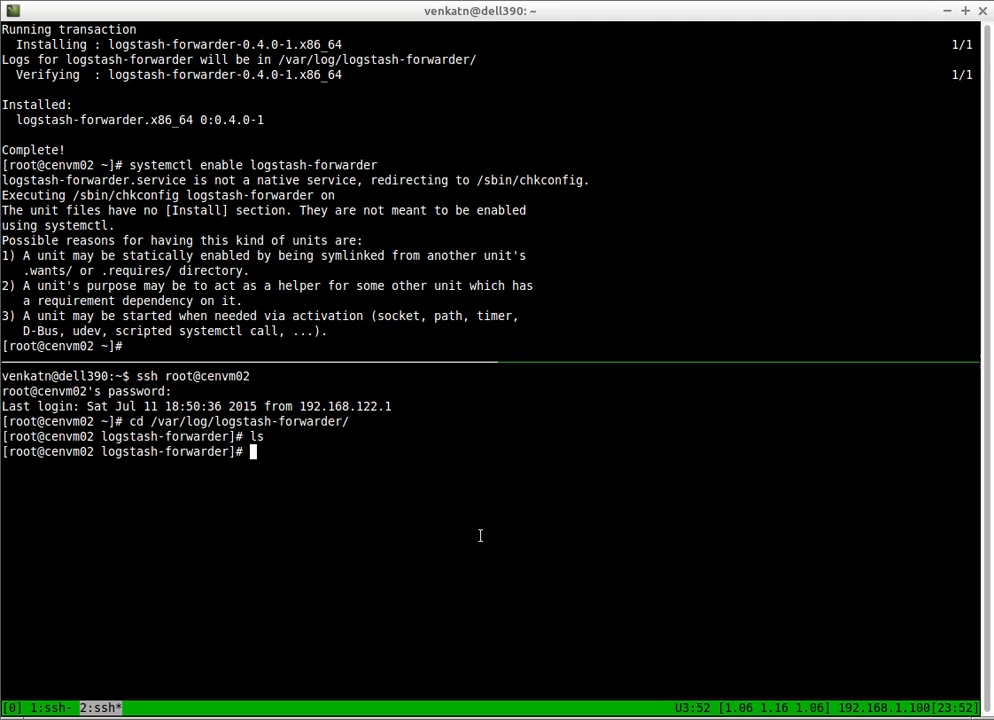 venkatn@dell390: ~
Running transaction
  Installing : logstash-forwarder-0.4.0-1.x86_64 1/1
Logs for logstash-forwarder will be in /var/log/logstash-forwarder/
  Verifying  : logstash-forwarder-0.4.0-1.x86_64 1/1
Installed:
  logstash-forwarder.x86_64 0:0.4.0-1
Complete!
[root@cenvm02 ~]# systemctl enable logstash-forwarder
logstash-forwarder.service is not a native service, redirecting to /sbin/chkconfig.
Executing /sbin/chkconfig logstash-forwarder on
The unit files have no [Install] section. They are not meant to be enabled
using systemctl.
Possible reasons for having this kind of units are:
1) A unit may be statically enabled by being symlinked from another unit's
   .wants/ or .requires/ directory.
2) A unit's purpose may be to act as a helper for some other unit which has
   a requirement dependency on it.
3) A unit may be started when needed via activation (socket, path, timer,
   D-Bus, udev, scripted systemctl call, ...).
[root@cenvm02 ~]#
venkatn@dell390:~$ ssh root@cenvm02
root@cenvm02's password:
Last login: Sat Jul 11 18:50:36 2015 from 192.168.122.1
[root@cenvm02 ~]# cd /var/log/logstash-forwarder/
[root@cenvm02 logstash-forwarder]# ls
[root@cenvm02 logstash-forwarder]#
[0] 1:ssh- 2:ssh* U3:52 [1.06 1.16 1.06] 192.168.1.100[23:52]